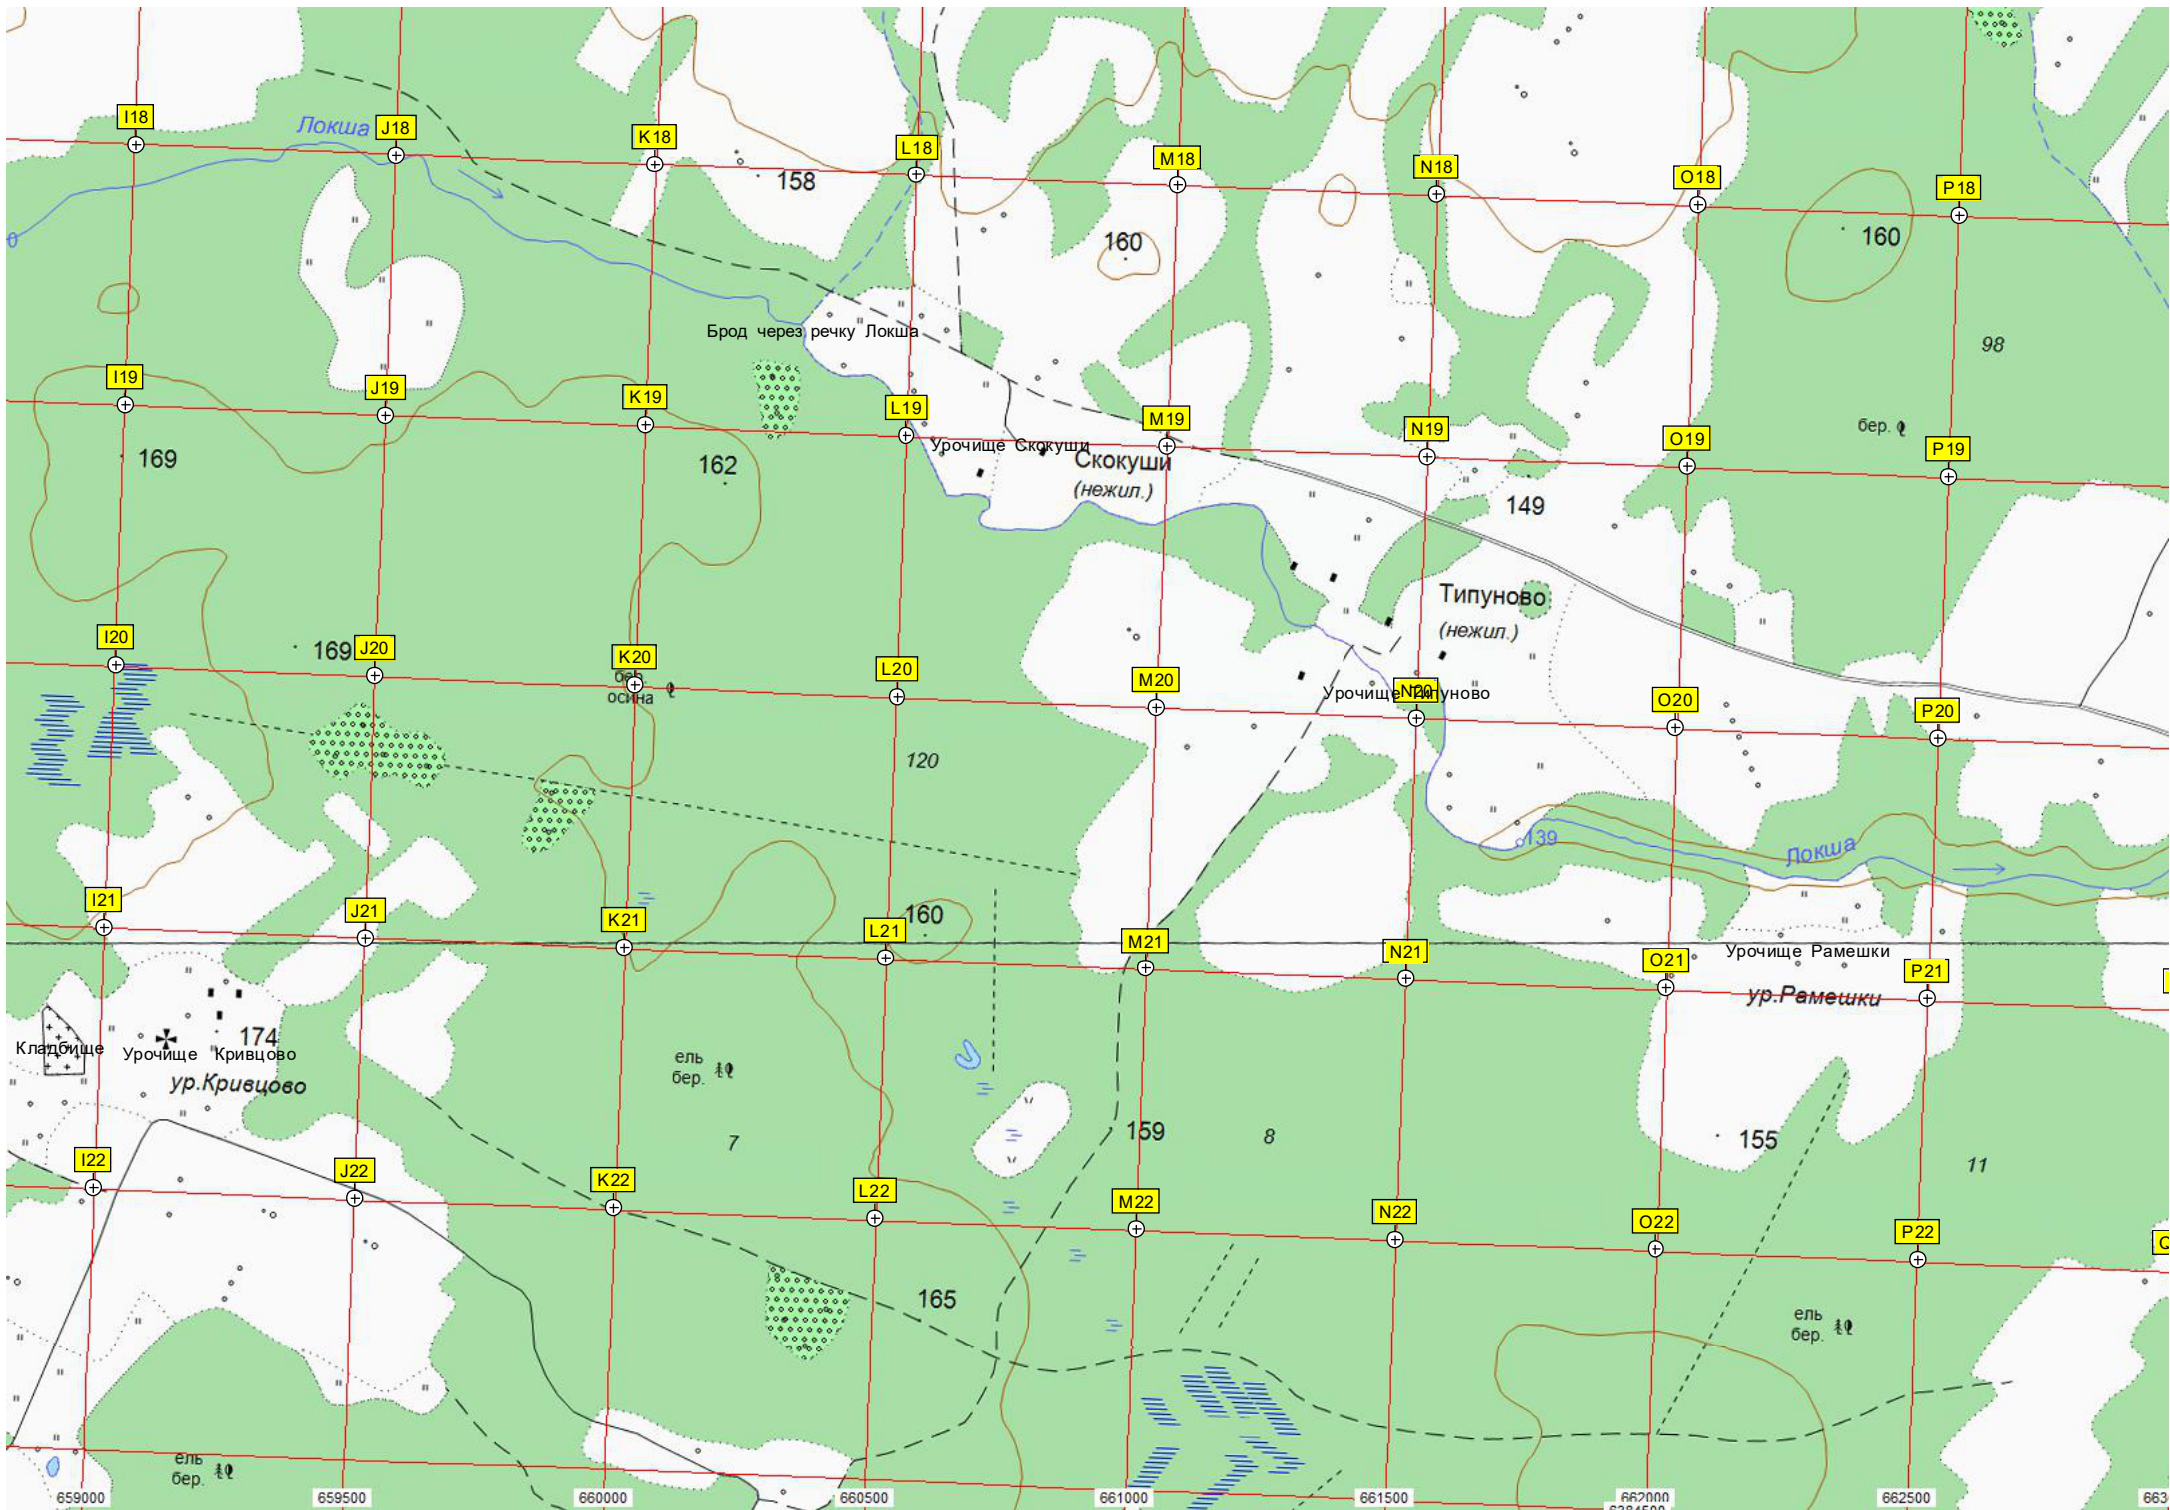 I18
Локша
J18
K18
158
L18
M18
N18
O18
P18
160
160
0
98
Брод через речку Локша
I19
J19
K19
L19
M19
N19
O19
P19
бер.
169
162
Урочище Скокуши
Скокуши
(нежил.)
149
Типуново
(нежил.)
I20
169
J20
K20
бер.
осина
L20
M20
Урочище Типуново
N20
O20
P20
120
139
Локша
I21
J21
K21
L21
160
M21
N21
O21
Урочище Рамешки
P21
ур.Рамешки
174
Кладбище
Урочище Кривцово
ур.Кривцово
ель
бер.
7
159
8
155
11
I22
J22
K22
L22
M22
N22
O22
P22
Q
165
ель
бер.
ель
бер.
659000
659500
660000
660500
661000
661500
662000
662500
663